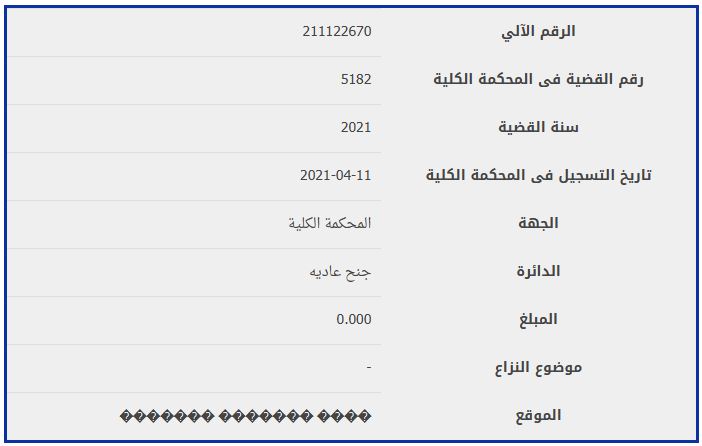 الرقم الآلي 211122670
رقم القضية فى المحكمة الكلية 5182
سنة القضية 2021
تاريخ التسجيل فى المحكمة الكلية 2021-04-11
الجهة المحكمة الكلية
الدائرة جنح عاديه
المبلغ 0.000
موضوع النزاع -
الموقع ���� ������� �������